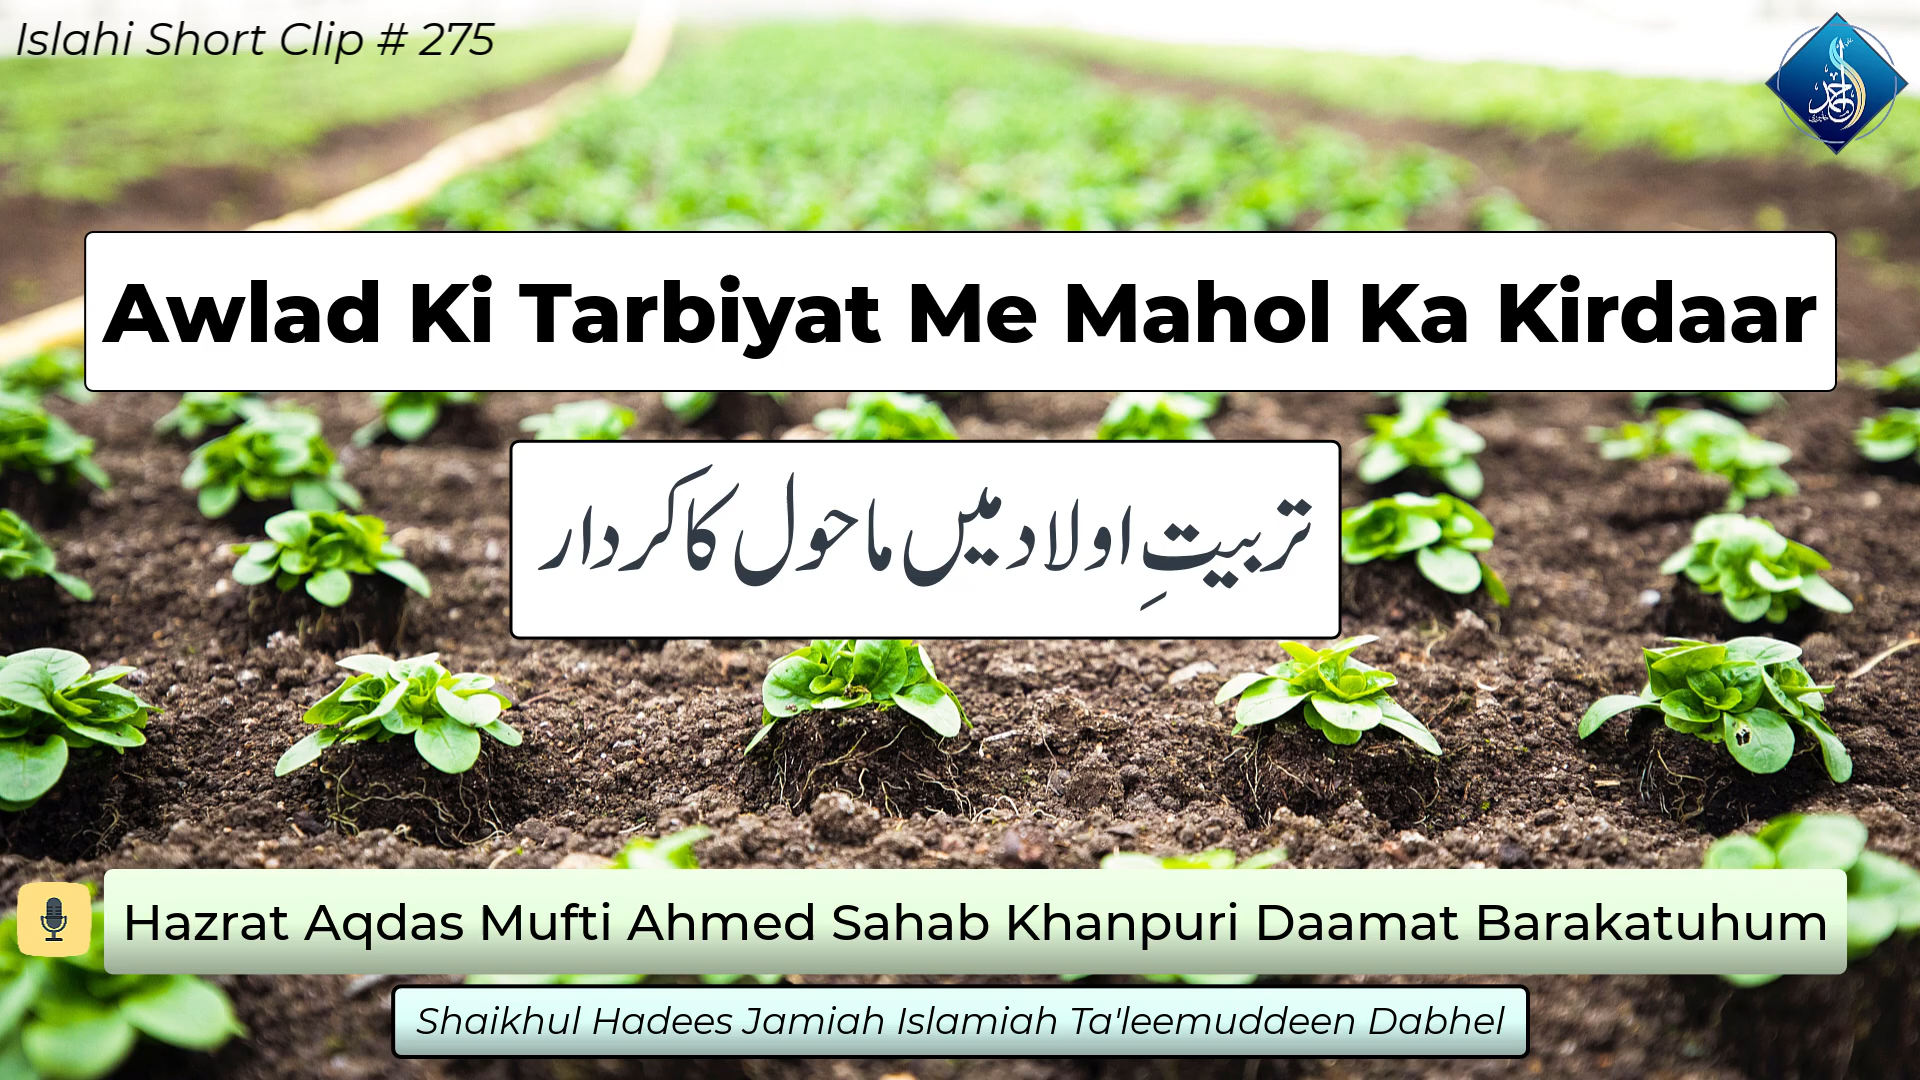 Islahi Short Clip # 275
Awlad Ki Tarbiyat Me Mahol Ka Kirdaar
تربیتِ اولاد میں ماحول کا کردار
Hazrat Aqdas Mufti Ahmed Sahab Khanpuri Daamat Barakatuhum
Shaikhul Hadees Jamiah Islamiah Ta'leemuddeen Dabhel